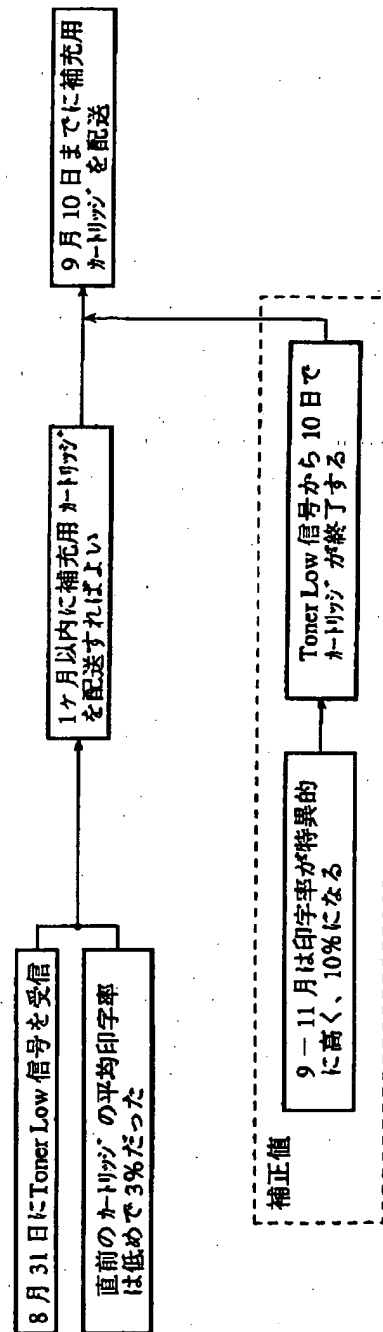 8月31日にToner Low信号を受信
直前のカートリッジの平均印字率
は低めで3%だった
1ヶ月以内に補充用カートリッジ
を配送すればよい
9月10日までに補充用
カートリッジを配送
補正値
9－11月は印字率が特異的
に高く、10%になる
Toner Low信号から10日で
カートリッジが終了する